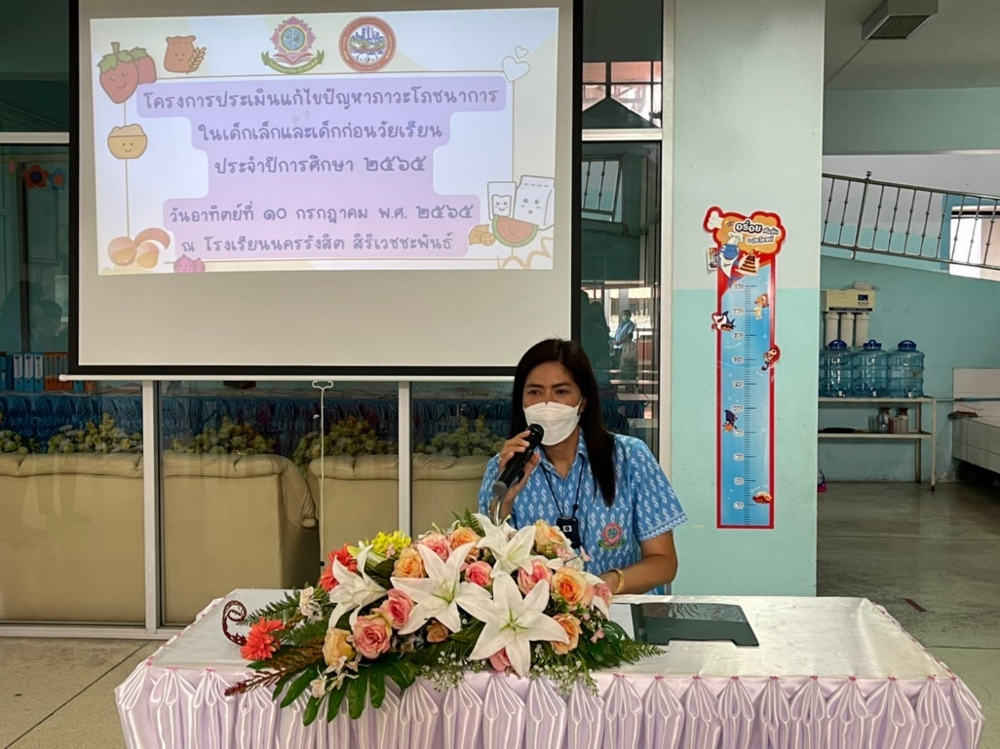 โครงการประเมินแก้ไขปัญหาภาวะโภชนาการ
ในเด็กเล็กและเด็กก่อนวัยเรียน
ประจำปีการศึกษา ๒๕๖๕
วันอาทิตย์ที่ ๑๐ กรกฎาคม พ.ศ. ๒๕๖๕
ณ โรงเรียนนครรังสิต สิริเวชชะพันธ์
อร่อย